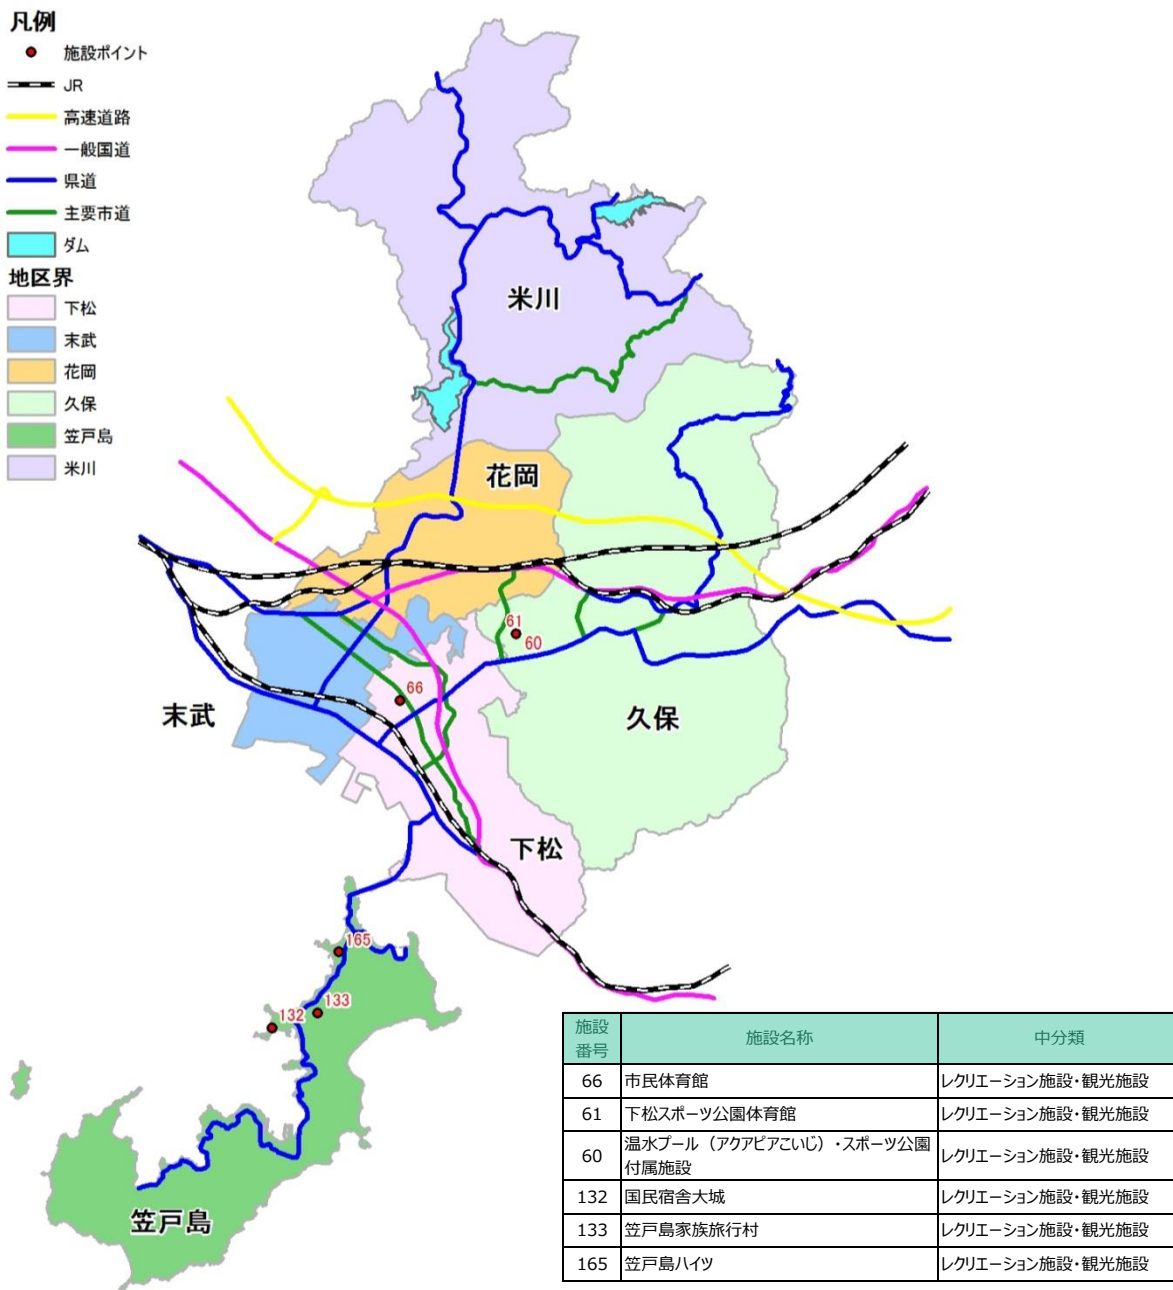 凡例
施設ポイント
JR
高速道路
一般国道
県道
主要市道
ダム
地区界
下松
末武
花岡
久保
笠戸島
米川
米川
花岡
61
60
66
末武
久保
下松
165
133
132
笠戸島
施設番号 施設名称 中分類
66 市民体育館 レクリエーション施設・観光施設
61 下松スポーツ公園体育館 レクリエーション施設・観光施設
60 温水プール（アクアピアこいじ）・スポーツ公園 レクリエーション施設・観光施設
付属施設
132 国民宿舎大城 レクリエーション施設・観光施設
133 笠戸島家族旅行村 レクリエーション施設・観光施設
165 笠戸島ハイツ レクリエーション施設・観光施設